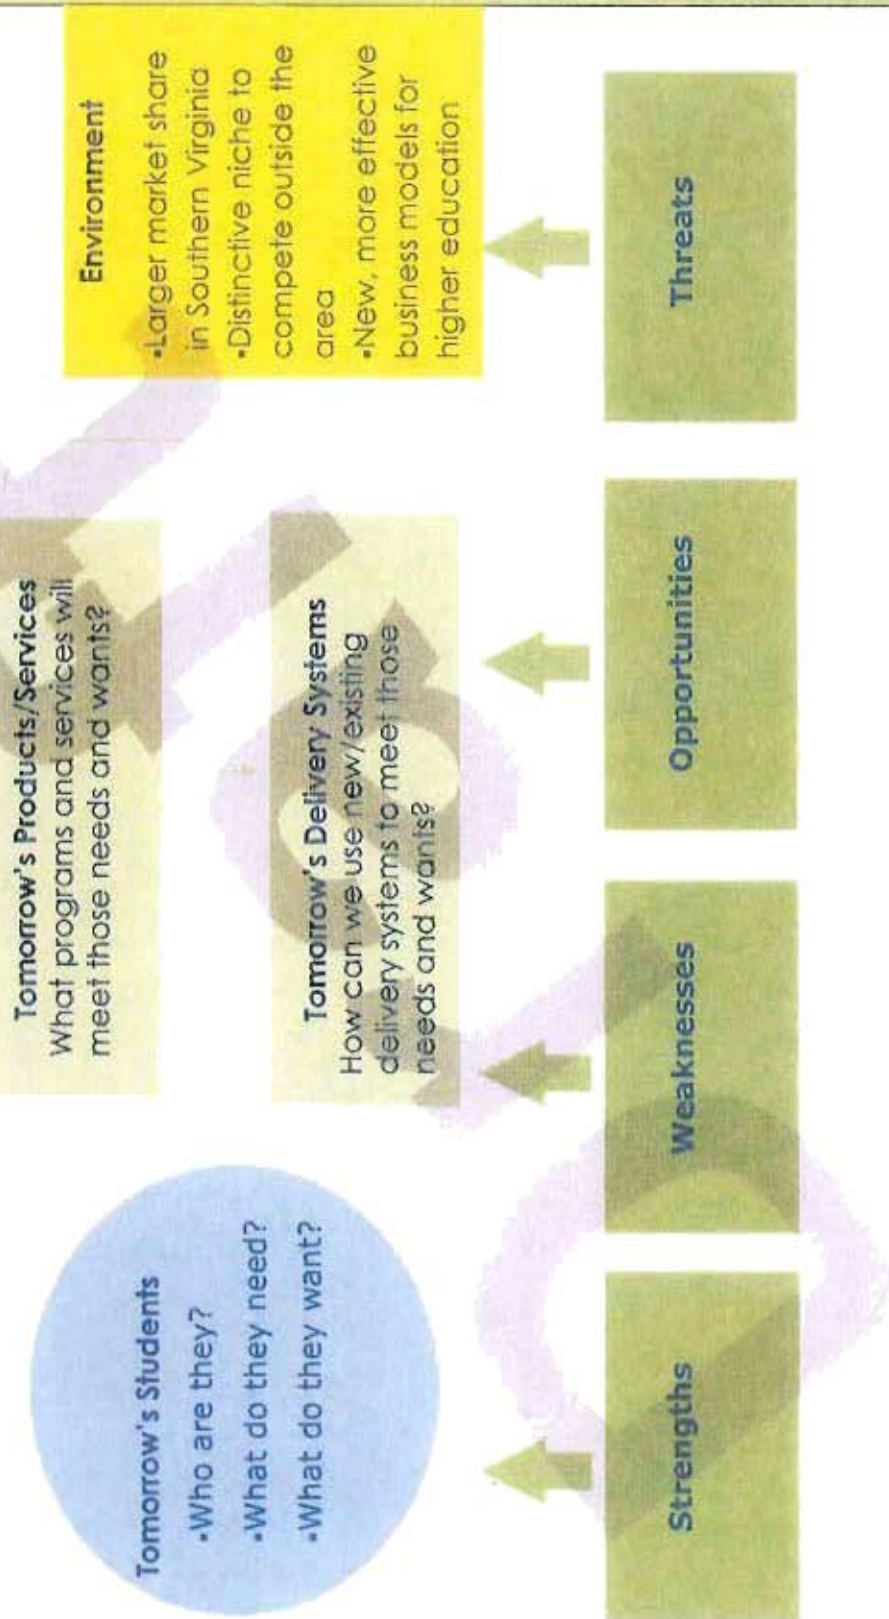 Tomorrow's Students
•Who are they?
•What do they need?
•What do they want?
Tomorrow's Products/Services
What programs and services will
meet those needs and wants?
Tomorrow's Delivery Systems
How can we use new/existing
delivery systems to meet those
needs and wants?
Environment
•Larger market share
in Southern Virginia
•Distinctive niche to
compete outside the
area
•New, more effective
business models for
higher education
Strengths
Weaknesses
Opportunities
Threats